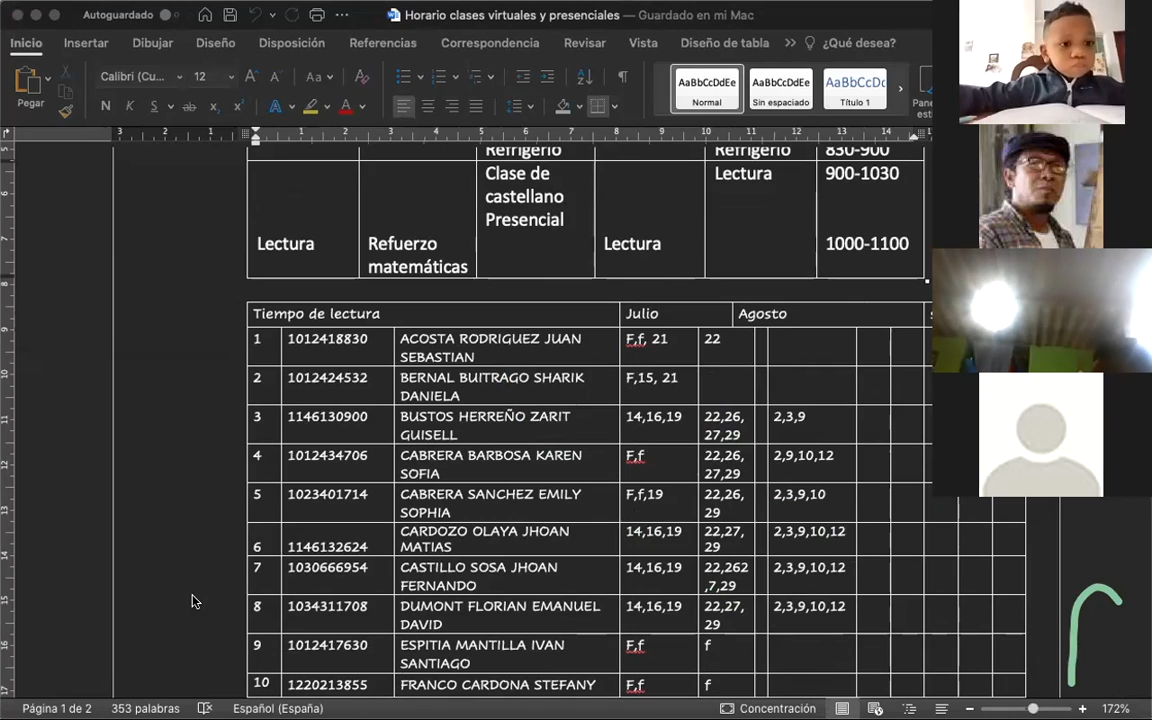 Autoguardado
Horario clases virtuales y presenciales — Guardado en mi Mac
Inicio Insertar Dibujar Diseño Disposición Referencias Correspondencia Revisar Vista Diseño de tabla ¿Qué desea?
Pegar
Calibri (Cu... 12
AaBbCcDdEe
Normal
AaBbCcDdEe
Sin espaciado
AaBbCcDc
Título 1
Refrigerio Refrigerio 830-900
Clase de Lectura 900-1030
castellano
Presencial
Lectura Refuerzo Lectura 1000-1100
matemáticas
Tiempo de lectura Julio Agosto
1 1012418830 ACOSTA RODRIGUEZ JUAN F,f, 21 22
SEBASTIAN
2 1012424532 BERNAL BUITRAGO SHARIK F,15, 21
DANIELA
3 1146130900 BUSTOS HERREÑO ZARIT 14,16,19 22,26, 2,3,9
GUISELL 27,29
4 1012434706 CABRERA BARBOSA KAREN F,f 22,26, 2,9,10,12
SOFIA 27,29
5 1023401714 CABRERA SANCHEZ EMILY F,f,19 22,26, 2,3,9,10
SOPHIA 29
CARDOZO OLAYA JHOAN 14,16,19 22,27, 2,3,9,10,12
6 1146132624 MATIAS 29
7 1030666954 CASTILLO SOSA JHOAN 14,16,19 22,262 2,3,9,10,12
FERNANDO ,7,29
8 1034311708 DUMONT FLORIAN EMANUEL 14,16,19 22,27, 2,3,9,10,12
DAVID 29
9 1012417630 ESPITIA MANTILLA IVAN F,f f
SANTIAGO
10 1220213855 FRANCO CARDONA STEFANY F,f f
Página 1 de 2 353 palabras Español (España) Concentración 172%